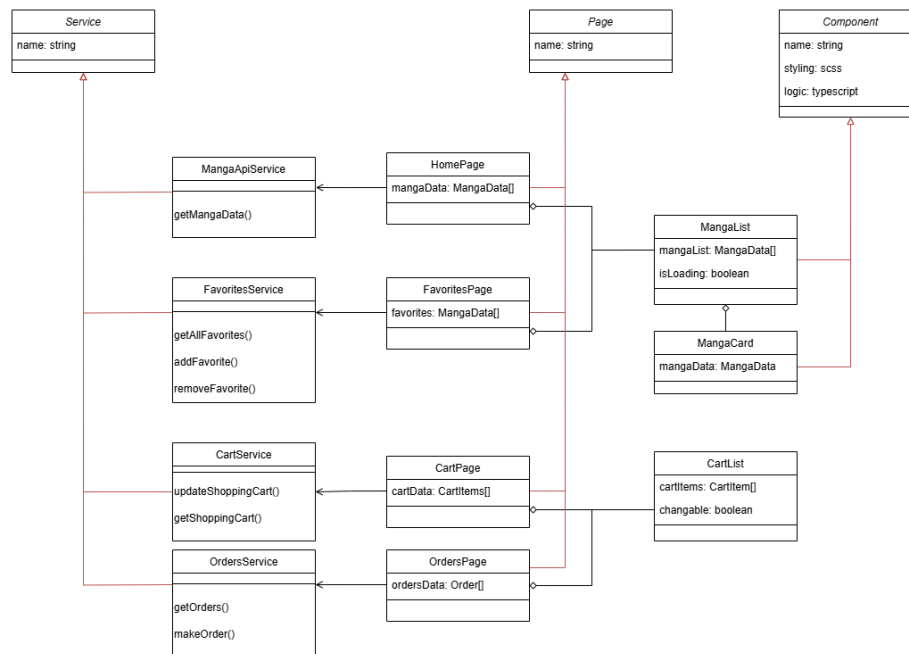 Service
name: string
Page
name: string
Component
name: string
styling: scss
logic: typescript
MangaApiService
getMangaData()
HomePage
mangaData: MangaData[]
MangaList
mangaList: MangaData[]
isLoading: boolean
FavoritesService
getAllFavorites()
addFavorite()
removeFavorite()
FavoritesPage
favorites: MangaData[]
MangaCard
mangaData: MangaData
CartService
updateShoppingCart()
getShoppingCart()
CartPage
cartData: CartItems[]
CartList
cartItems: CartItem[]
changable: boolean
OrdersService
getOrders()
makeOrder()
OrdersPage
ordersData: Order[]